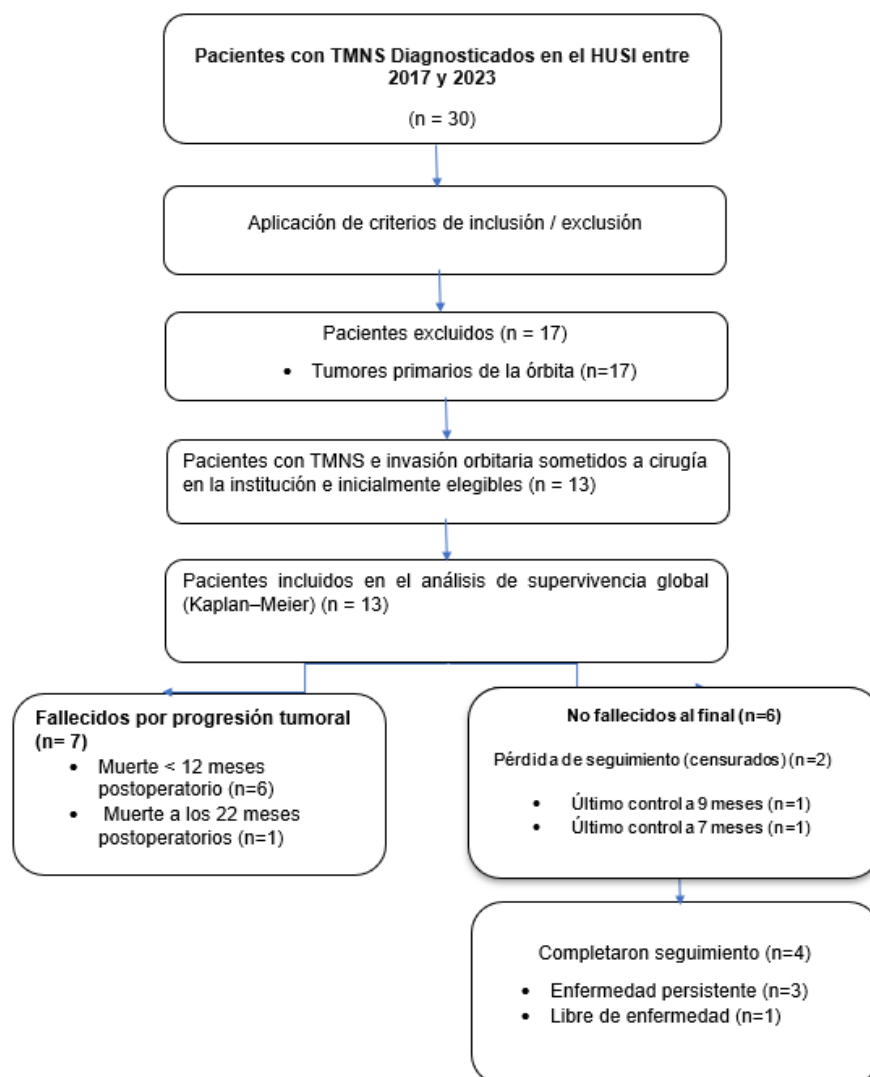 Pacientes con TMNS Diagnosticados en el HUSI entre
2017 y 2023
(n = 30)
Aplicación de criterios de inclusión / exclusión
Pacientes excluidos (n = 17)
• Tumores primarios de la órbita (n=17)
Pacientes con TMNS e invasión orbitaria sometidos a cirugía
en la institución e inicialmente elegibles (n = 13)
Pacientes incluidos en el análisis de supervivencia global
(Kaplan–Meier) (n = 13)
Fallecidos por progresión tumoral
(n= 7)
• Muerte < 12 meses
postoperatorio (n=6)
• Muerte a los 22 meses
postoperatorios (n=1)
No fallecidos al final (n=6)
Pérdida de seguimiento (censurados) (n=2)
• Último control a 9 meses (n=1)
• Último control a 7 meses (n=1)
Completaron seguimiento (n=4)
• Enfermedad persistente (n=3)
• Libre de enfermedad (n=1)